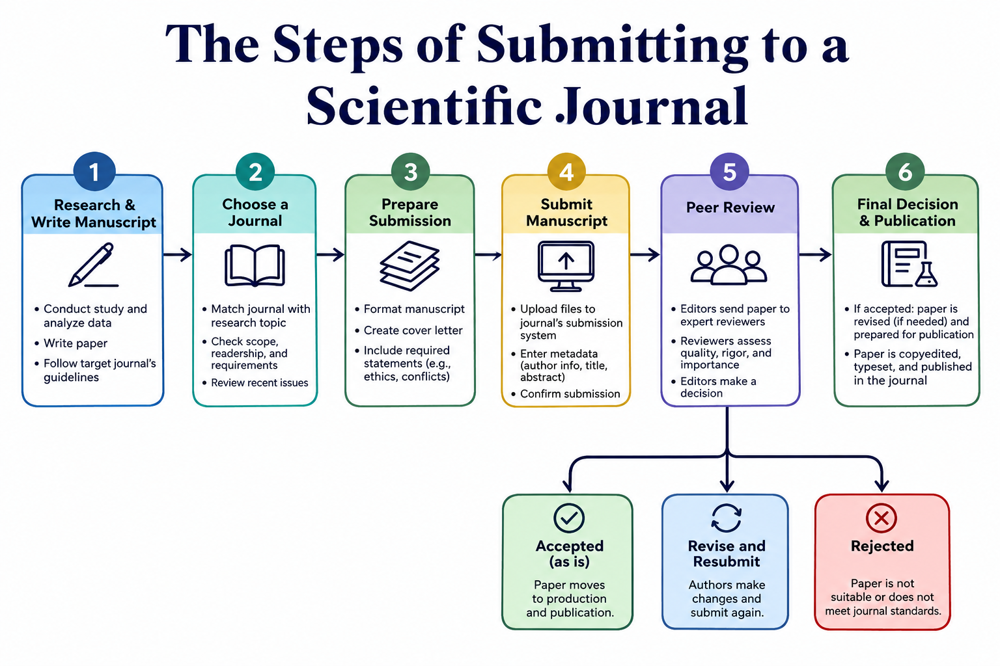 The Steps of Submitting to a
Scientific Journal
1
Research &
Write Manuscript
• Conduct study and
analyze data
• Write paper
• Follow target journal's
guidelines
2
Choose a
Journal
• Match journal with
research topic
• Check scope,
readership, and
requirements
• Review recent issues
3
Prepare
Submission
• Format manuscript
• Create cover letter
• Include required
statements (e.g.,
ethics, conflicts)
4
Submit
Manuscript
• Upload files to
journal's submission
system
• Enter metadata
(author info, title,
abstract)
• Confirm submission
5
Peer Review
• Editors send paper to
expert reviewers
• Reviewers assess
quality, rigor, and
importance
• Editors make a
decision
6
Final Decision
& Publication
• If accepted: paper is
revised (if needed) and
prepared for publication
• Paper is copyedited,
typeset, and published
in the journal
Accepted
(as is)
Paper moves
to production
and publication.
Revise and
Resubmit
Authors make
changes and
submit again.
Rejected
Paper is not
suitable or does not
meet journal standards.